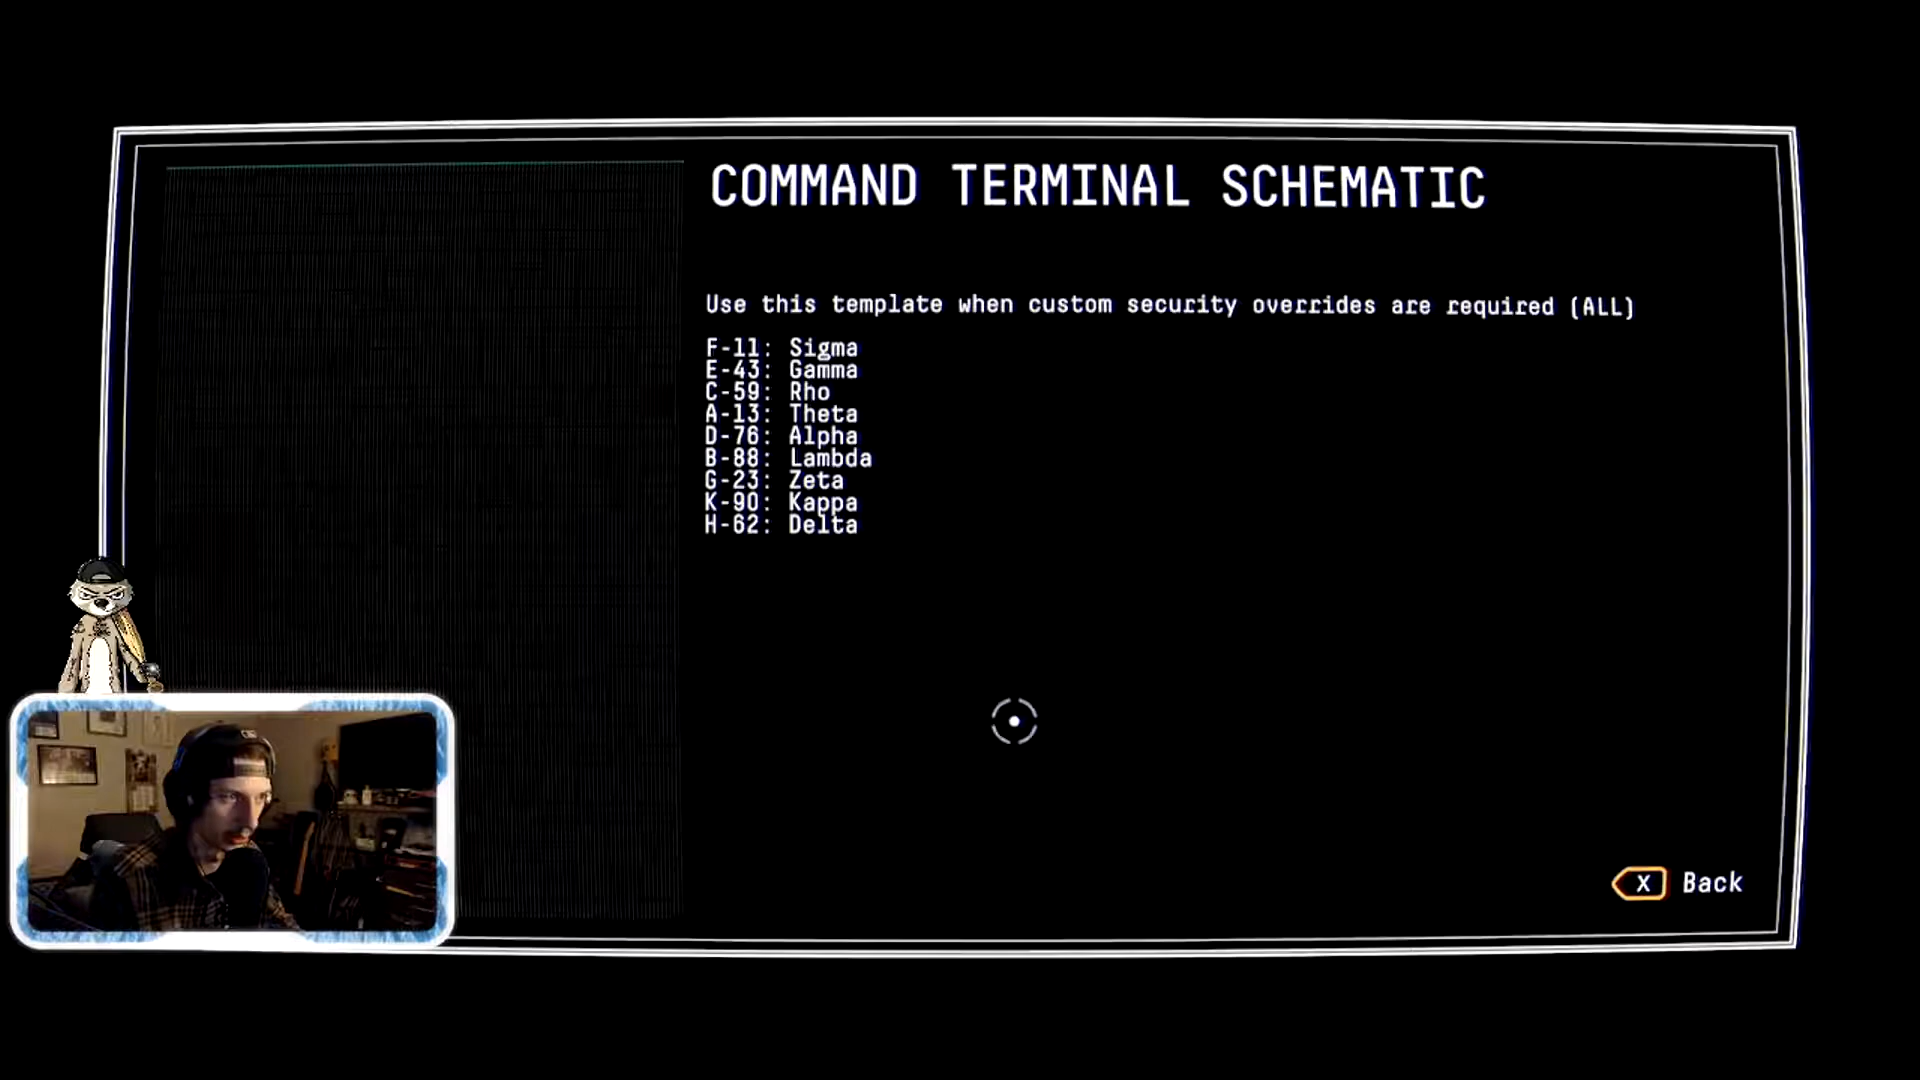 COMMAND TERMINAL SCHEMATIC
Use this template when custom security overrides are required (ALL)
F-11: Sigma
E-43: Gamma
C-59: Rho
A-13: Theta
D-76: Alpha
B-88: Lambda
G-23: Zeta
K-90: Kappa
H-62: Delta
X Back